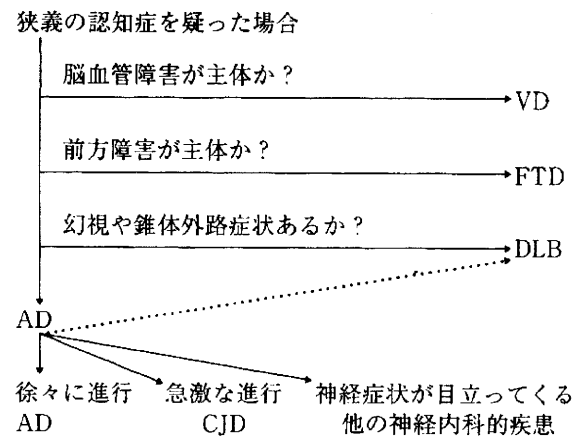 狭義の認知症を疑った場合
脳血管障害が主体か？
VD
前方障害が主体か？
FTD
幻視や錐体外路症状あるか？
DLB
AD
徐々に進行 急激な進行 神経症状が目立ってくる
AD CJD 他の神経内科的疾患